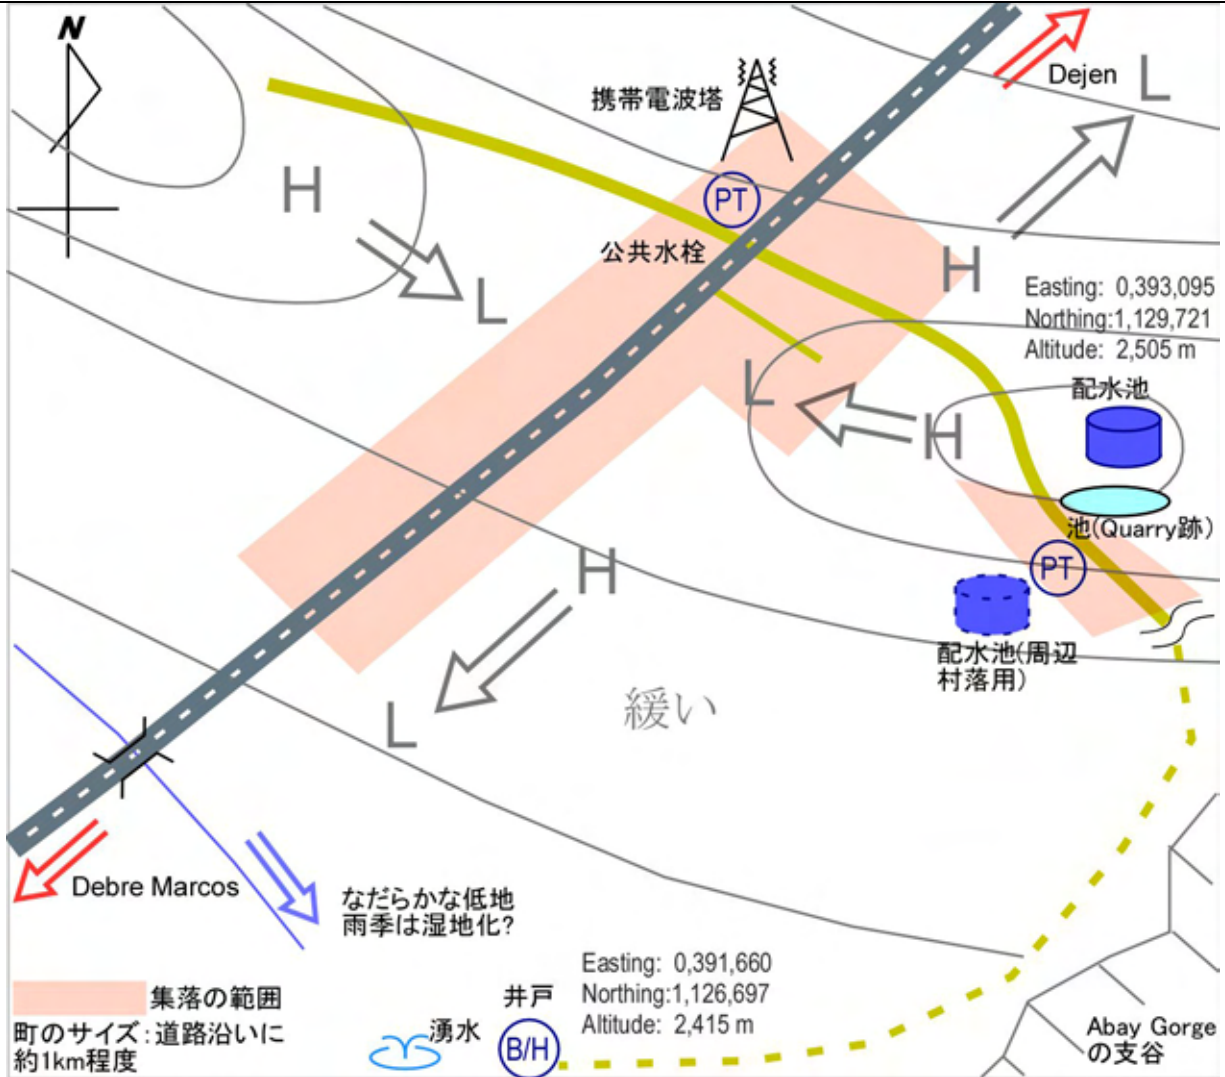 N
Dejen
L
携帯電波塔
H
PT
公共水栓
H
L
Easting: 0,393,095
Northing:1,129,721
Altitude: 2,505 m
配水池
L
H
池(Quarry跡)
PT
H
配水池(周辺
村落用)
緩い
L
Debre Marcos
なだらかな低地
雨季は湿地化?
集落の範囲
町のサイズ:道路沿いに
約1km程度
湧水
井戸
B/H
Easting: 0,391,660
Northing:1,126,697
Altitude: 2,415 m
Abay Gorge
の支谷